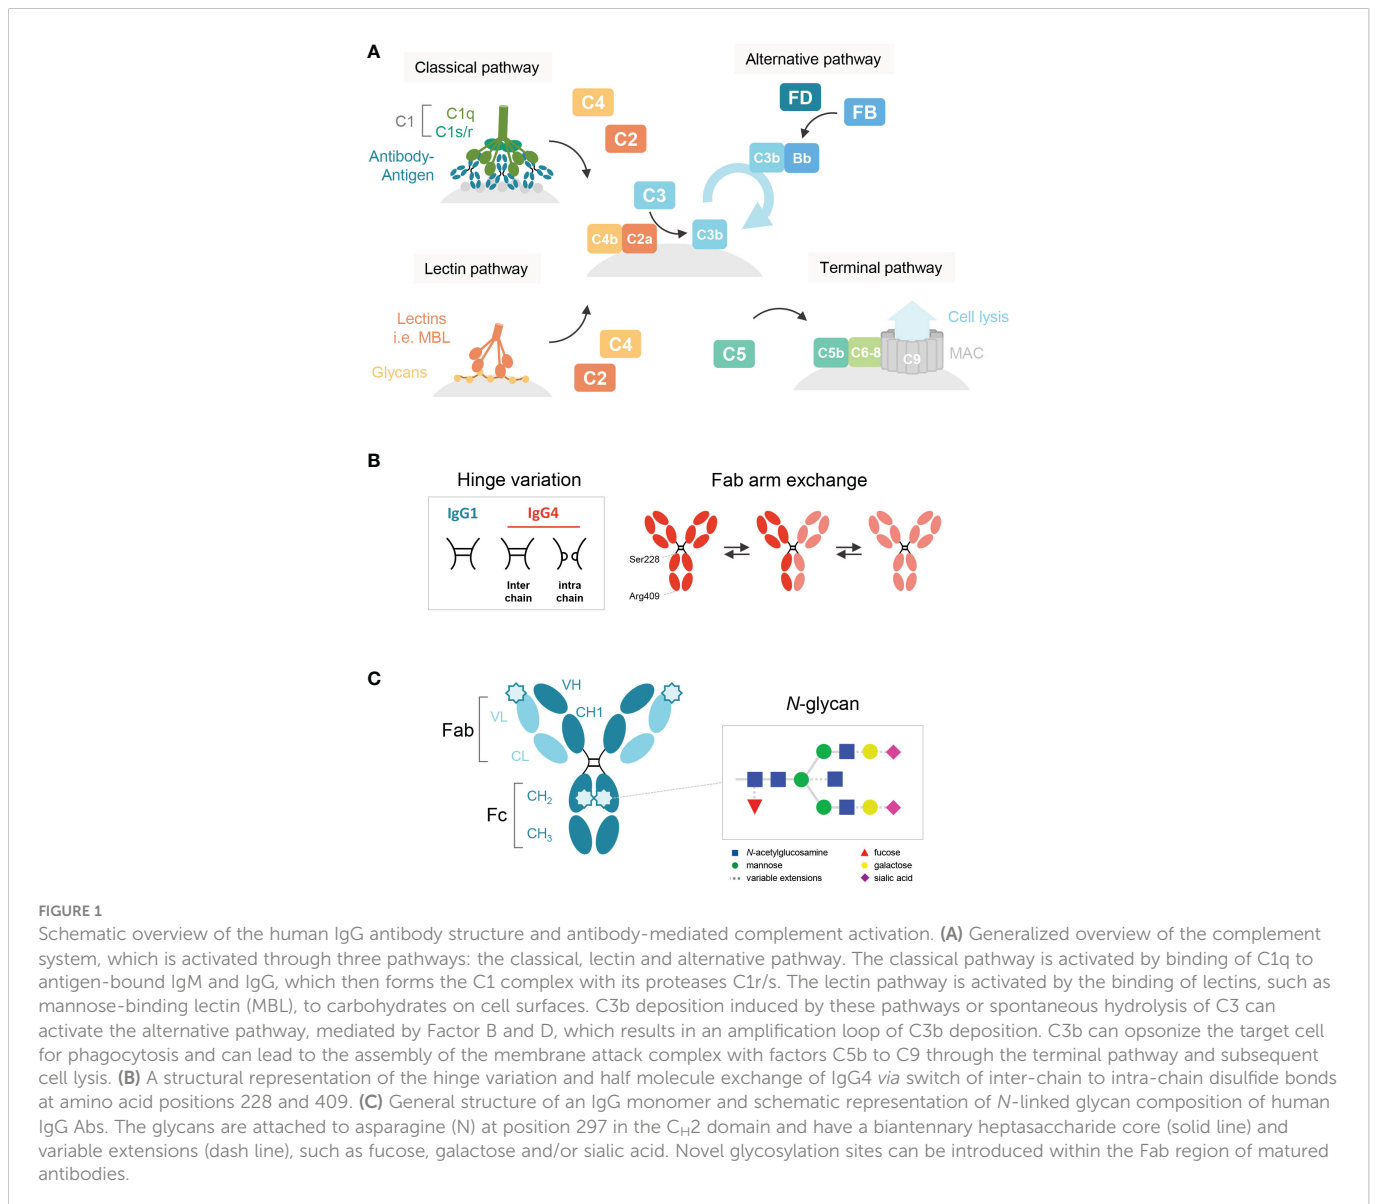 A
Classical pathway
C1
C1q
C1s/r
Antibody-
Antigen
C4
C2
Alternative pathway
FD
FB
C3b
Bb
C3
C4b
C2a
C3b
Lectin pathway
Lectins
i.e. MBL
Glycans
C4
C2
Terminal pathway
C5
C5b
C6-8
C9
Cell lysis
MAC
B
Hinge variation
IgG1
IgG4
Inter
chain
intra
chain
Fab arm exchange
Ser228
Arg409
C
Fab
VH
CH1
VL
CL
Fc
CH2
CH3
N-glycan
N-acetylglucosamine
mannose
variable extensions
fucose
galactose
sialic acid
FIGURE 1
Schematic overview of the human IgG antibody structure and antibody-mediated complement activation. (A) Generalized overview of the complement
system, which is activated through three pathways: the classical, lectin and alternative pathway. The classical pathway is activated by binding of C1q to
antigen-bound IgM and IgG, which then forms the C1 complex with its proteases C1r/s. The lectin pathway is activated by the binding of lectins, such as
mannose-binding lectin (MBL), to carbohydrates on cell surfaces. C3b deposition induced by these pathways or spontaneous hydrolysis of C3 can
activate the alternative pathway, mediated by Factor B and D, which results in an amplification loop of C3b deposition. C3b can opsonize the target cell
for phagocytosis and can lead to the assembly of the membrane attack complex with factors C5b to C9 through the terminal pathway and subsequent
cell lysis. (B) A structural representation of the hinge variation and half molecule exchange of IgG4 via switch of inter-chain to intra-chain disulfide bonds
at amino acid positions 228 and 409. (C) General structure of an IgG monomer and schematic representation of N-linked glycan composition of human
IgG Abs. The glycans are attached to asparagine (N) at position 297 in the CH2 domain and have a biantennary heptasaccharide core (solid line) and
variable extensions (dash line), such as fucose, galactose and/or sialic acid. Novel glycosylation sites can be introduced within the Fab region of matured
antibodies.